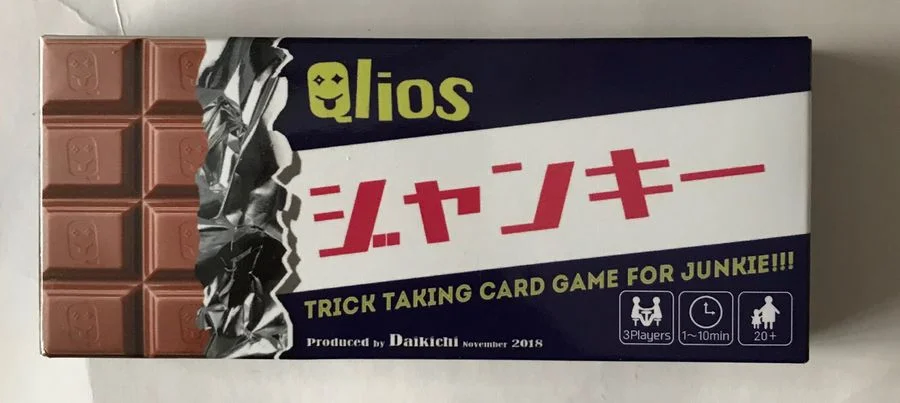 Qlios
ジャンキー
TRICK TAKING CARD GAME FOR JUNKIE!!!
Produced by Daikichi November 2018
3Players
1~10min
20+